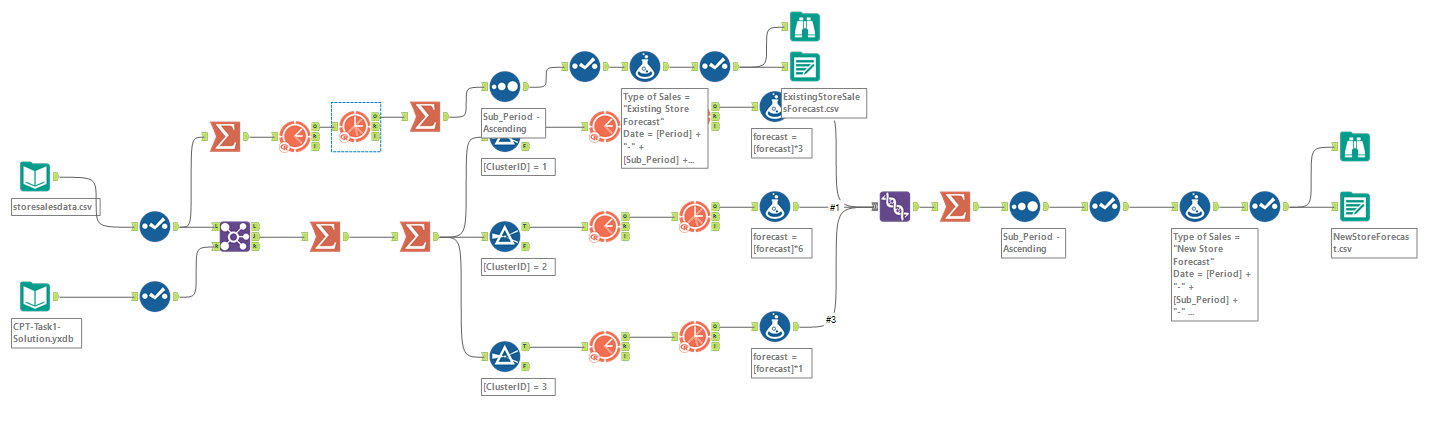 storesalesdata.csv
CPT-Task1-
Solution.yxdb
Sub_Period -
Ascending
[ClusterID] = 1
[ClusterID] = 2
[ClusterID] = 3
Type of Sales =
"Existing Store
Forecast"
Date = [Period] +
"-" +
[Sub_Period] +...
ExistingStoreSale
sForecast.csv
forecast =
[forecast]*3
forecast =
[forecast]*6
forecast =
[forecast]*1
#1
#3
Sub_Period -
Ascending
Type of Sales =
"New Store
Forecast"
Date = [Period] +
"-" +
[Sub_Period] +
"-" ...
NewStoreForecas
t.csv